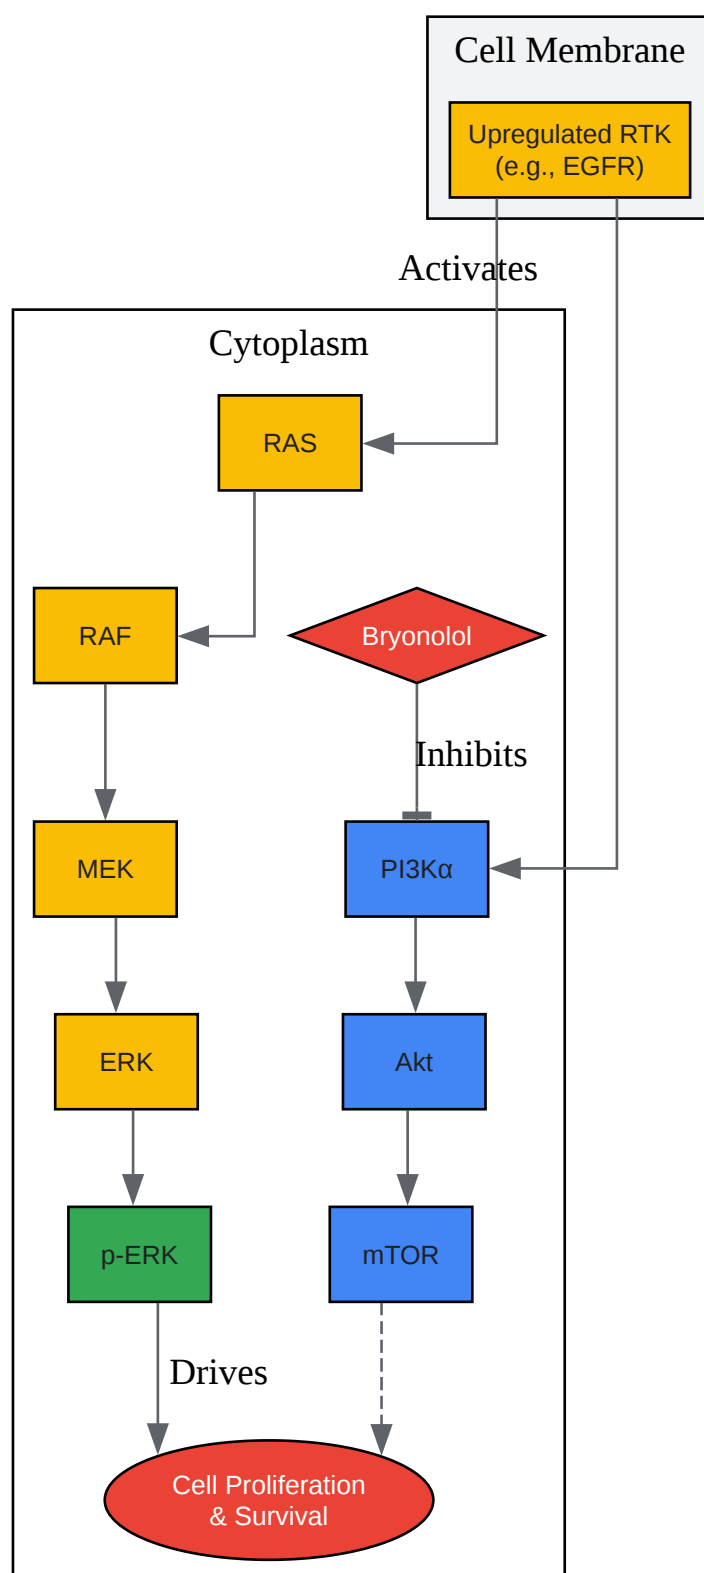 Cell Membrane
Upregulated RTK
(e.g., EGFR)
Activates
Cytoplasm
RAS
RAF
Bryonolol
Inhibits
MEK
PI3Kα
ERK
Akt
p-ERK
mTOR
Drives
Cell Proliferation
& Survival